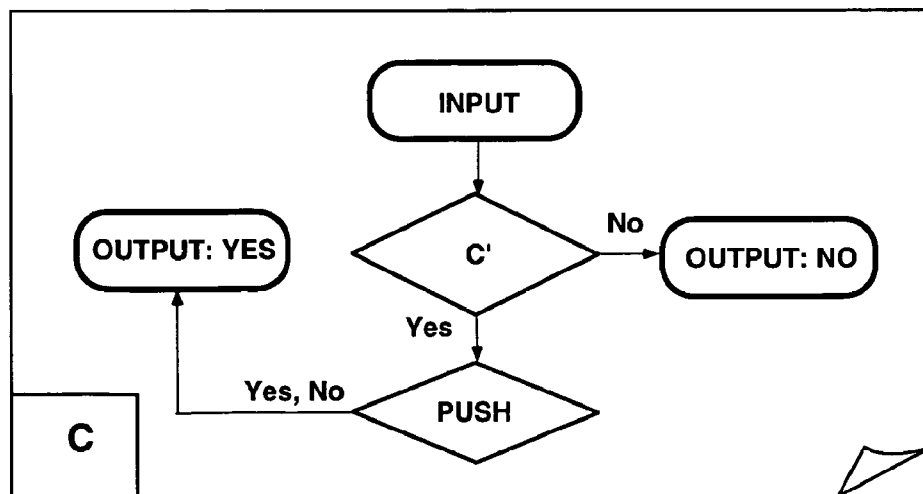 INPUT
No
OUTPUT: YES
C'
OUTPUT: NO
Yes
Yes, No
PUSH
C